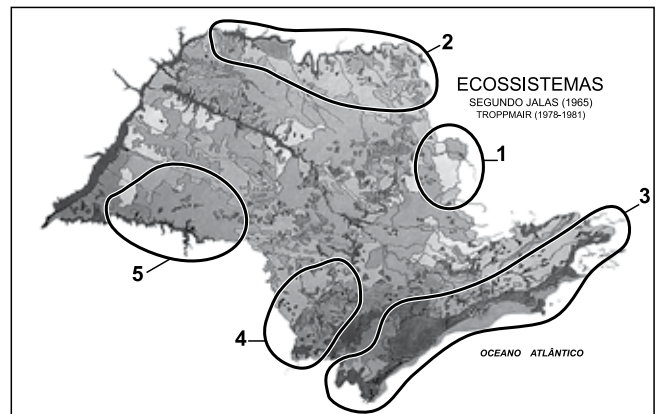 2
ECOSSISTEMAS
SEGUNDO JALAS (1965)
TROPPMAIR (1978-1981)
1
3
5
4
OCEANO ATLÂNTICO